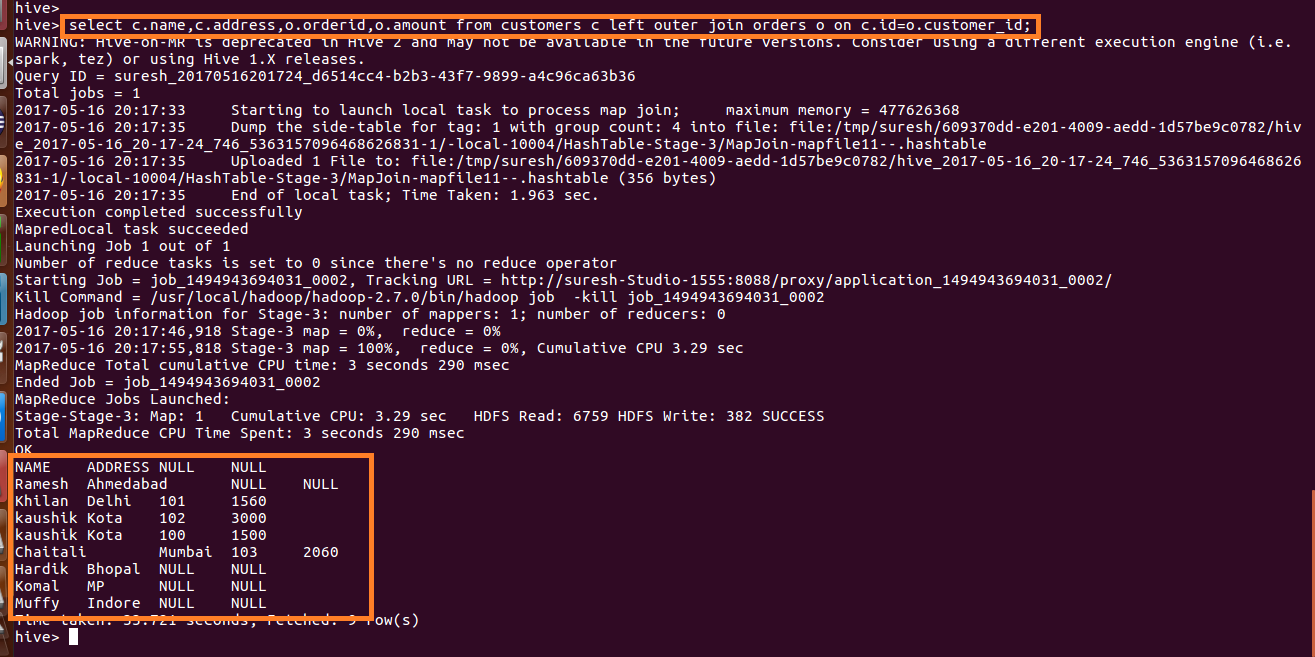 hive>
hive> select c.name,c.address,o.orderid,o.amount from customers c left outer join orders o on c.id=o.customer_id;
WARNING: Hive-on-MR is deprecated in Hive 2 and may not be available in the future versions. Consider using a different execution engine (i.e.
spark, tez) or using Hive 1.X releases.
Query ID = suresh_20170516201724_d6514cc4-b2b3-43f7-9899-a4c96ca63b36
Total jobs = 1
2017-05-16 20:17:33     Starting to launch local task to process map join;     maximum memory = 477626368
2017-05-16 20:17:35     Dump the side-table for tag: 1 with group count: 4 into file: file:/tmp/suresh/609370dd-e201-4009-aedd-1d57be9c0782/hiv
e_2017-05-16_20-17-24_746_5363157096468626831-1/-local-10004/HashTable-Stage-3/MapJoin-mapfile11--.hashtable
2017-05-16 20:17:35     Uploaded 1 File to: file:/tmp/suresh/609370dd-e201-4009-aedd-1d57be9c0782/hive_2017-05-16_20-17-24_746_5363157096468626
831-1/-local-10004/HashTable-Stage-3/MapJoin-mapfile11--.hashtable (356 bytes)
2017-05-16 20:17:35     End of local task; Time Taken: 1.963 sec.
Execution completed successfully
MapredLocal task succeeded
Launching Job 1 out of 1
Number of reduce tasks is set to 0 since there's no reduce operator
Starting Job = job_1494943694031_0002, Tracking URL = http://suresh-Studio-1555:8088/proxy/application_1494943694031_0002/
Kill Command = /usr/local/hadoop/hadoop-2.7.0/bin/hadoop job  -kill job_1494943694031_0002
Hadoop job information for Stage-3: number of mappers: 1; number of reducers: 0
2017-05-16 20:17:46,918 Stage-3 map = 0%,  reduce = 0%
2017-05-16 20:17:55,818 Stage-3 map = 100%,  reduce = 0%, Cumulative CPU 3.29 sec
MapReduce Total cumulative CPU time: 3 seconds 290 msec
Ended Job = job_1494943694031_0002
MapReduce Jobs Launched:
Stage-Stage-3: Map: 1   Cumulative CPU: 3.29 sec   HDFS Read: 6759 HDFS Write: 382 SUCCESS
Total MapReduce CPU Time Spent: 3 seconds 290 msec
OK
NAME    ADDRESS NULL    NULL
Ramesh  Ahmedabad       NULL    NULL
Khilan  Delhi   101     1560
kaushik Kota    102     3000
kaushik Kota    100     1500
Chaitali        Mumbai  103     2060
Hardik  Bhopal  NULL    NULL
Komal   MP      NULL    NULL
Muffy   Indore  NULL    NULL
Time taken: 33.721 seconds, Fetched: 9 row(s)
hive>